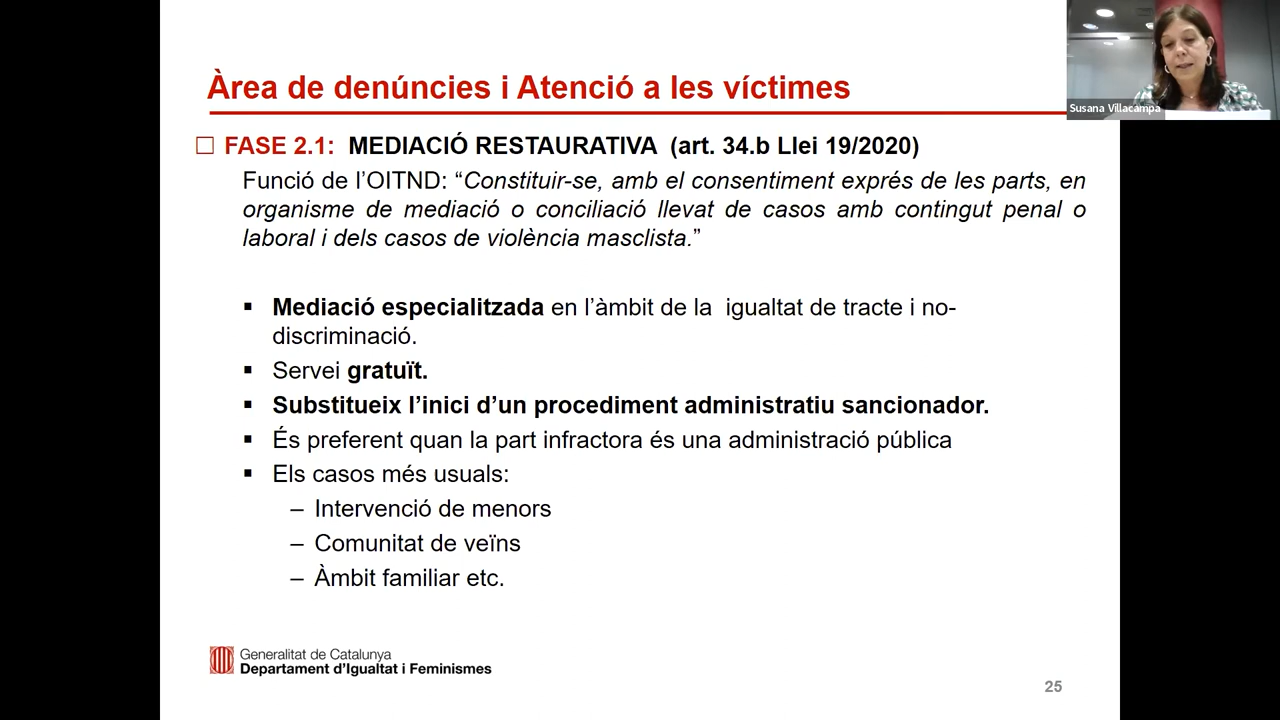 Àrea de denúncies i Atenció a les víctimes
Susana Villacampa
FASE 2.1: MEDIACIÓ RESTAURATIVA (art. 34.b Llei 19/2020)
Funció de l’OITND: “Constituir-se, amb el consentiment exprés de les parts, en
organisme de mediació o conciliació llevat de casos amb contingut penal o
laboral i dels casos de violència masclista.”
▪ Mediació especialitzada en l’àmbit de la igualtat de tracte i no-
discriminació.
▪ Servei gratuït.
▪ Substitueix l’inici d’un procediment administratiu sancionador.
▪ És preferent quan la part infractora és una administració pública
▪ Els casos més usuals:
– Intervenció de menors
– Comunitat de veïns
– Àmbit familiar etc.
Generalitat de Catalunya
Departament d’Igualtat i Feminismes
25